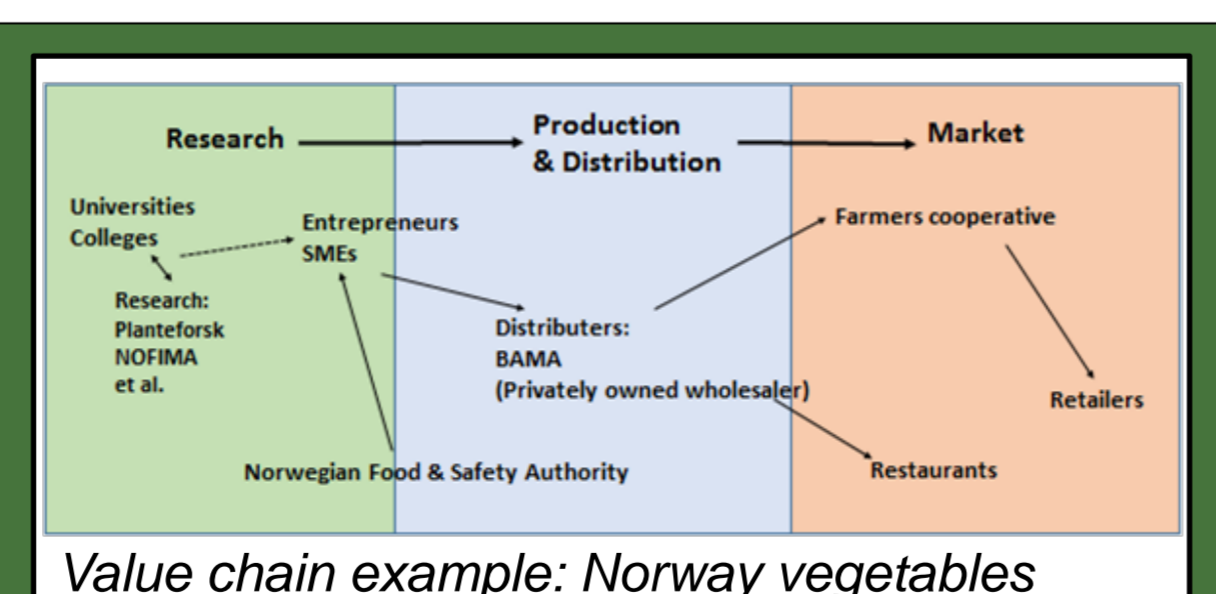 Research
Production
& Distribution
Market
Universities
Colleges
Entrepreneurs
SMEs
Research:
Planteforsk
NOFIMA
et al.
Distributers:
BAMA
(Privately owned wholesaler)
Norwegian Food & Safety Authority
Farmers cooperative
Retailers
Restaurants
Value chain example: Norway vegetables